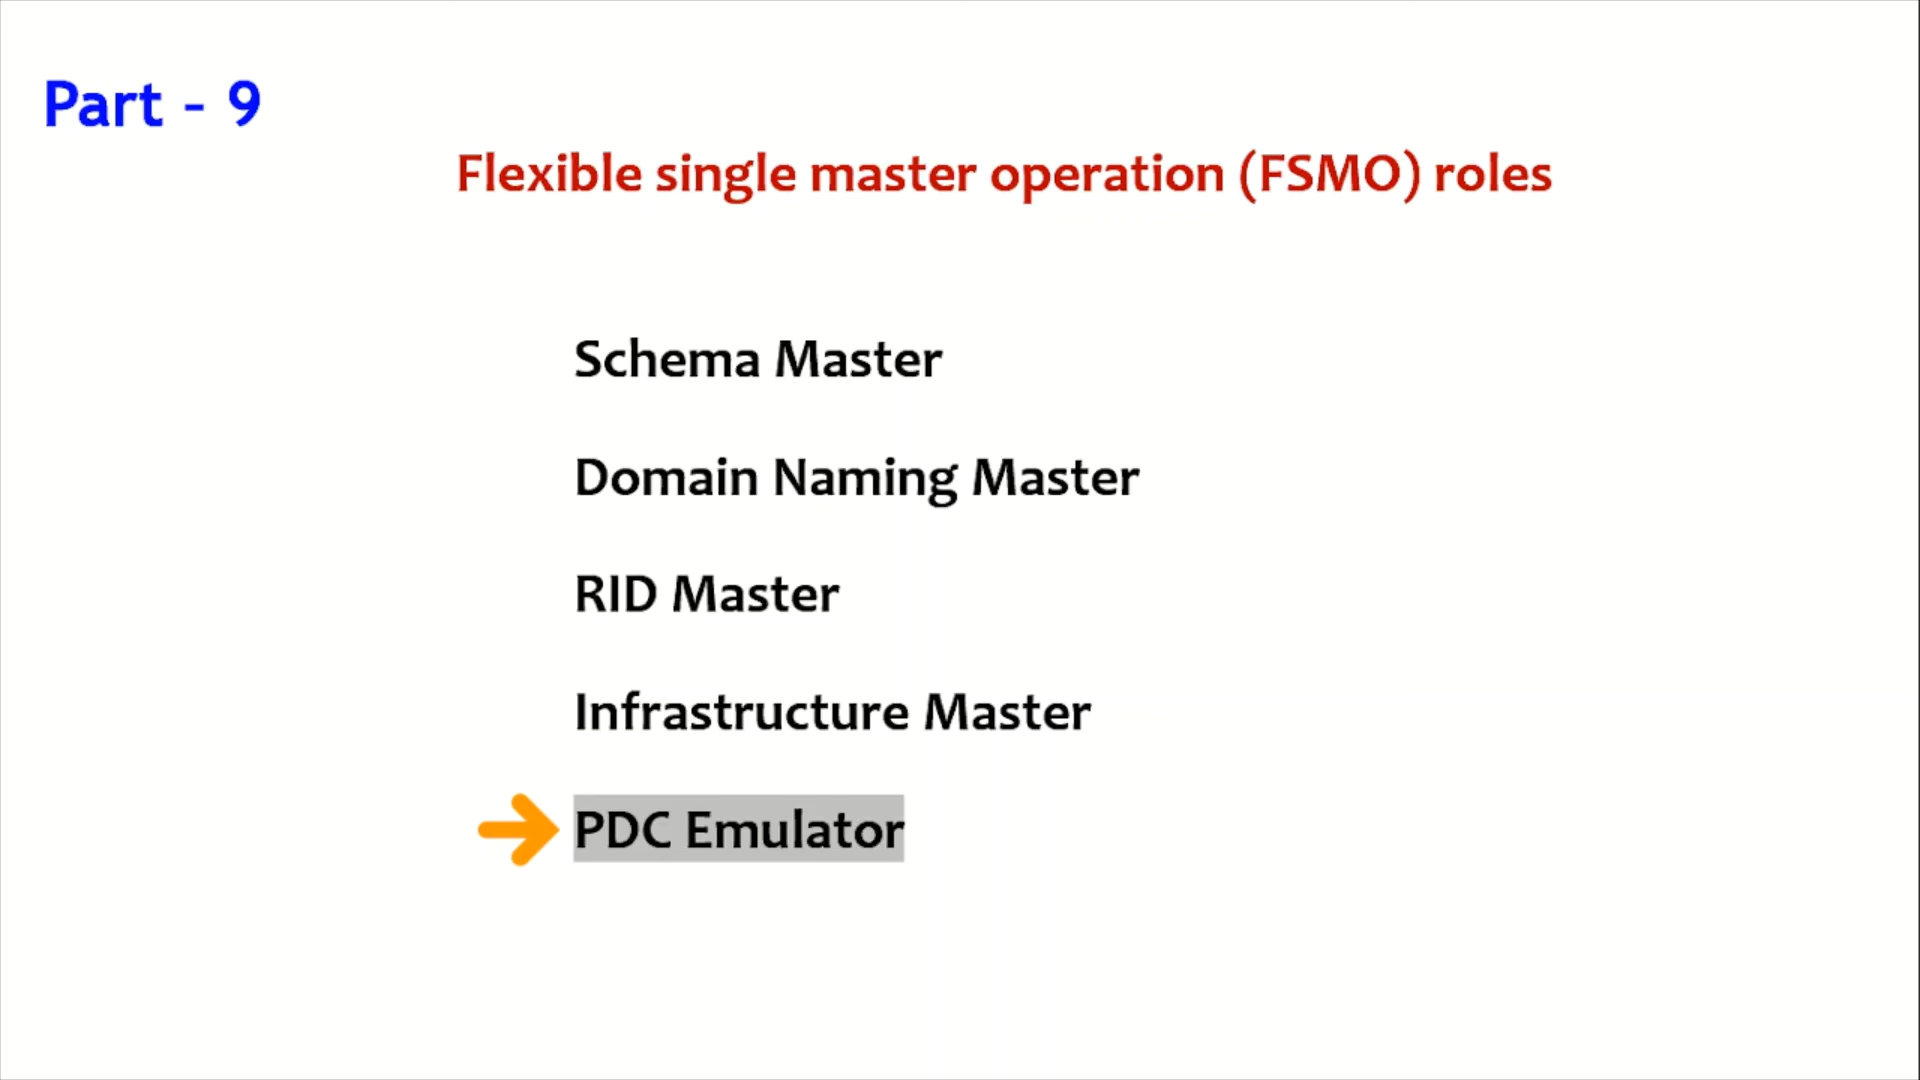 Part - 9
Flexible single master operation (FSMO) roles
Schema Master
Domain Naming Master
RID Master
Infrastructure Master
PDC Emulator